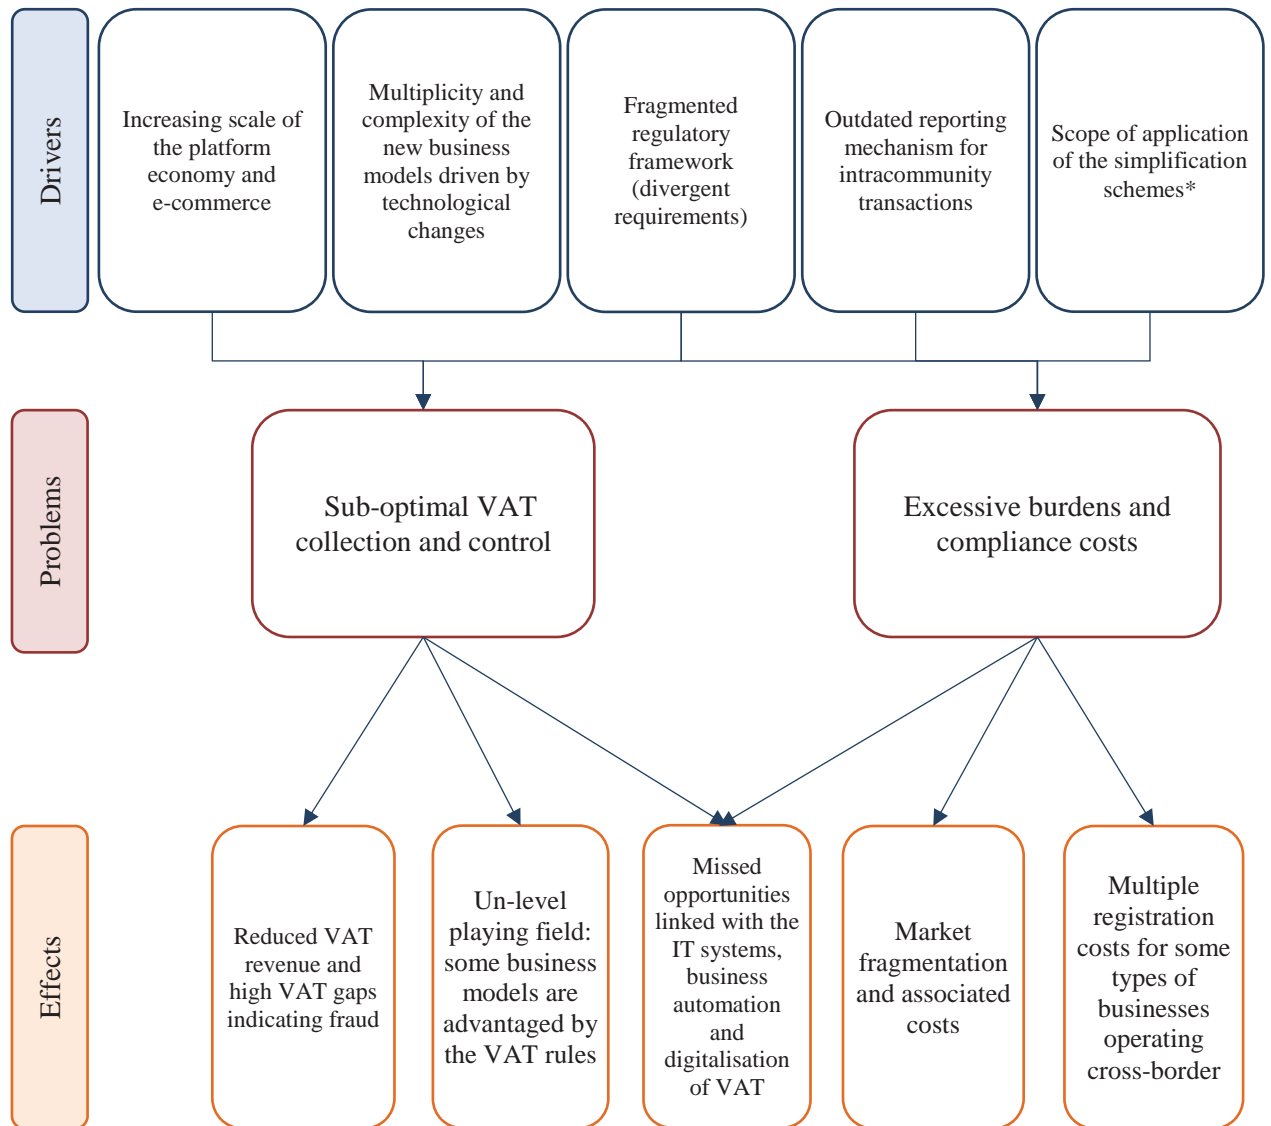 Drivers
Increasing scale of
the platform
economy and
e-commerce
Multiplicity and
complexity of the
new business
models driven by
technological
changes
Fragmented
regulatory
framework
(divergent
requirements)
Outdated reporting
mechanism for
intracommunity
transactions
Scope of application
of the simplification
schemes*
Problems
Sub-optimal VAT
collection and control
Excessive burdens and
compliance costs
Effects
Reduced VAT
revenue and
high VAT gaps
indicating fraud
Un-level
playing field:
some business
models are
advantaged by
the VAT rules
Missed
opportunities
linked with the
IT systems,
business
automation
and
digitalisation
of VAT
Market
fragmentation
and associated
costs
Multiple
registration
costs for some
types of
businesses
operating
cross-border